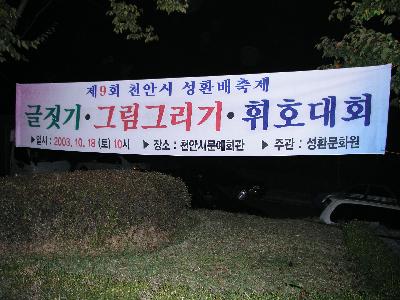 제9회 천안시 성환배축제
글짓기·그림그리기·휘호대회
▶일시 : 2003. 10. 18 (토) 10시 ▶장소 : 천안시문예회관 ▶주관 : 성환문화원